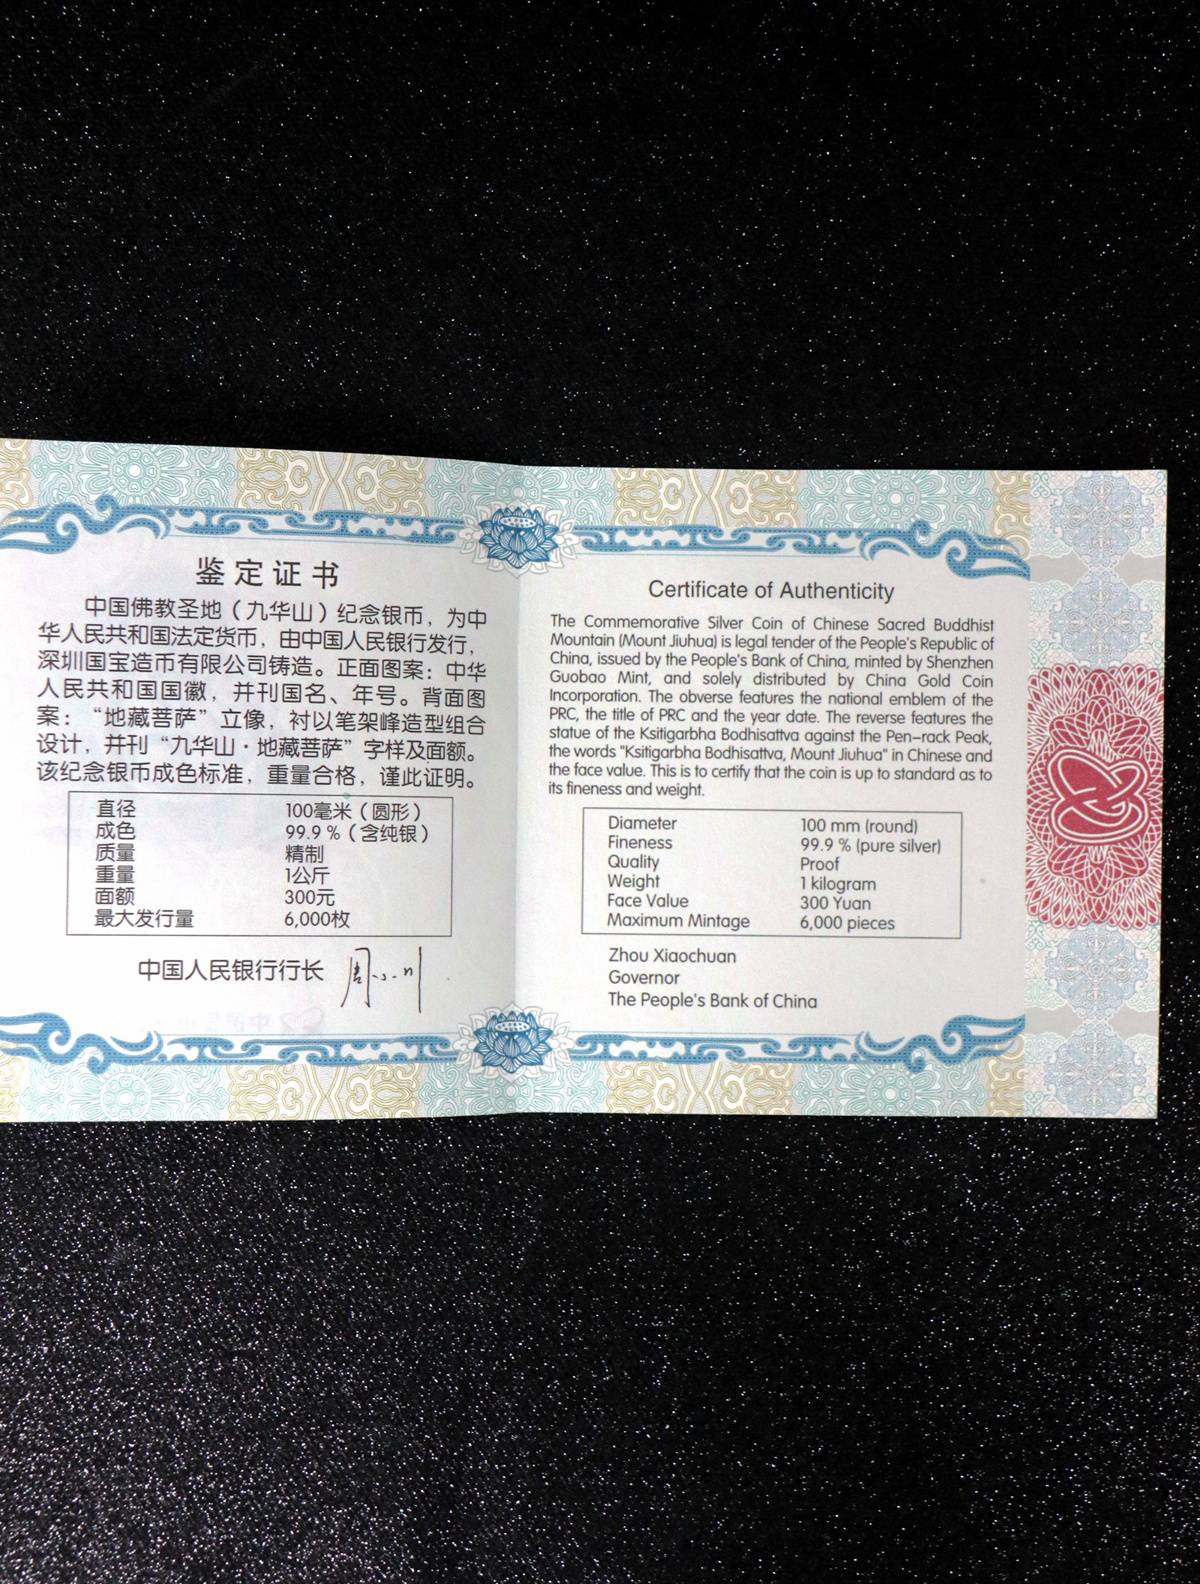 鉴定证书
中国佛教圣地（九华山）纪念银币，为中
华人民共和国法定货币，由中国人民银行发行，
深圳国宝造币有限公司铸造。正面图案：中华
人民共和国国徽，并刊国名、年号。背面图
案：“地藏菩萨”立像，衬以笔架峰造型组合
设计，并刊“九华山·地藏菩萨”字样及面额。
该纪念银币成色标准，重量合格，谨此证明。
直径 100毫米（圆形）
成色 99.9 %（含纯银）
质量 精制
重量 1公斤
面额 300元
最大发行量 6,000枚
中国人民银行行长 周小川
Certificate of Authenticity
The Commemorative Silver Coin of Chinese Sacred Buddhist
Mountain (Mount Jiuhua) is legal tender of the People's Republic of
China, issued by the People's Bank of China, minted by Shenzhen
Guobao Mint, and solely distributed by China Gold Coin
Incorporation. The obverse features the national emblem of the
PRC, the title of PRC and the year date. The reverse features the
statue of the Ksitigarbha Bodhisattva against the Pen-rack Peak,
the words "Ksitigarbha Bodhisattva, Mount Jiuhua" in Chinese and
the face value. This is to certify that the coin is up to standard as to
its fineness and weight.
Diameter 100 mm (round)
Fineness 99.9 % (pure silver)
Quality Proof
Weight 1 kilogram
Face Value 300 Yuan
Maximum Mintage 6,000 pieces
Zhou Xiaochuan
Governor
The People's Bank of China